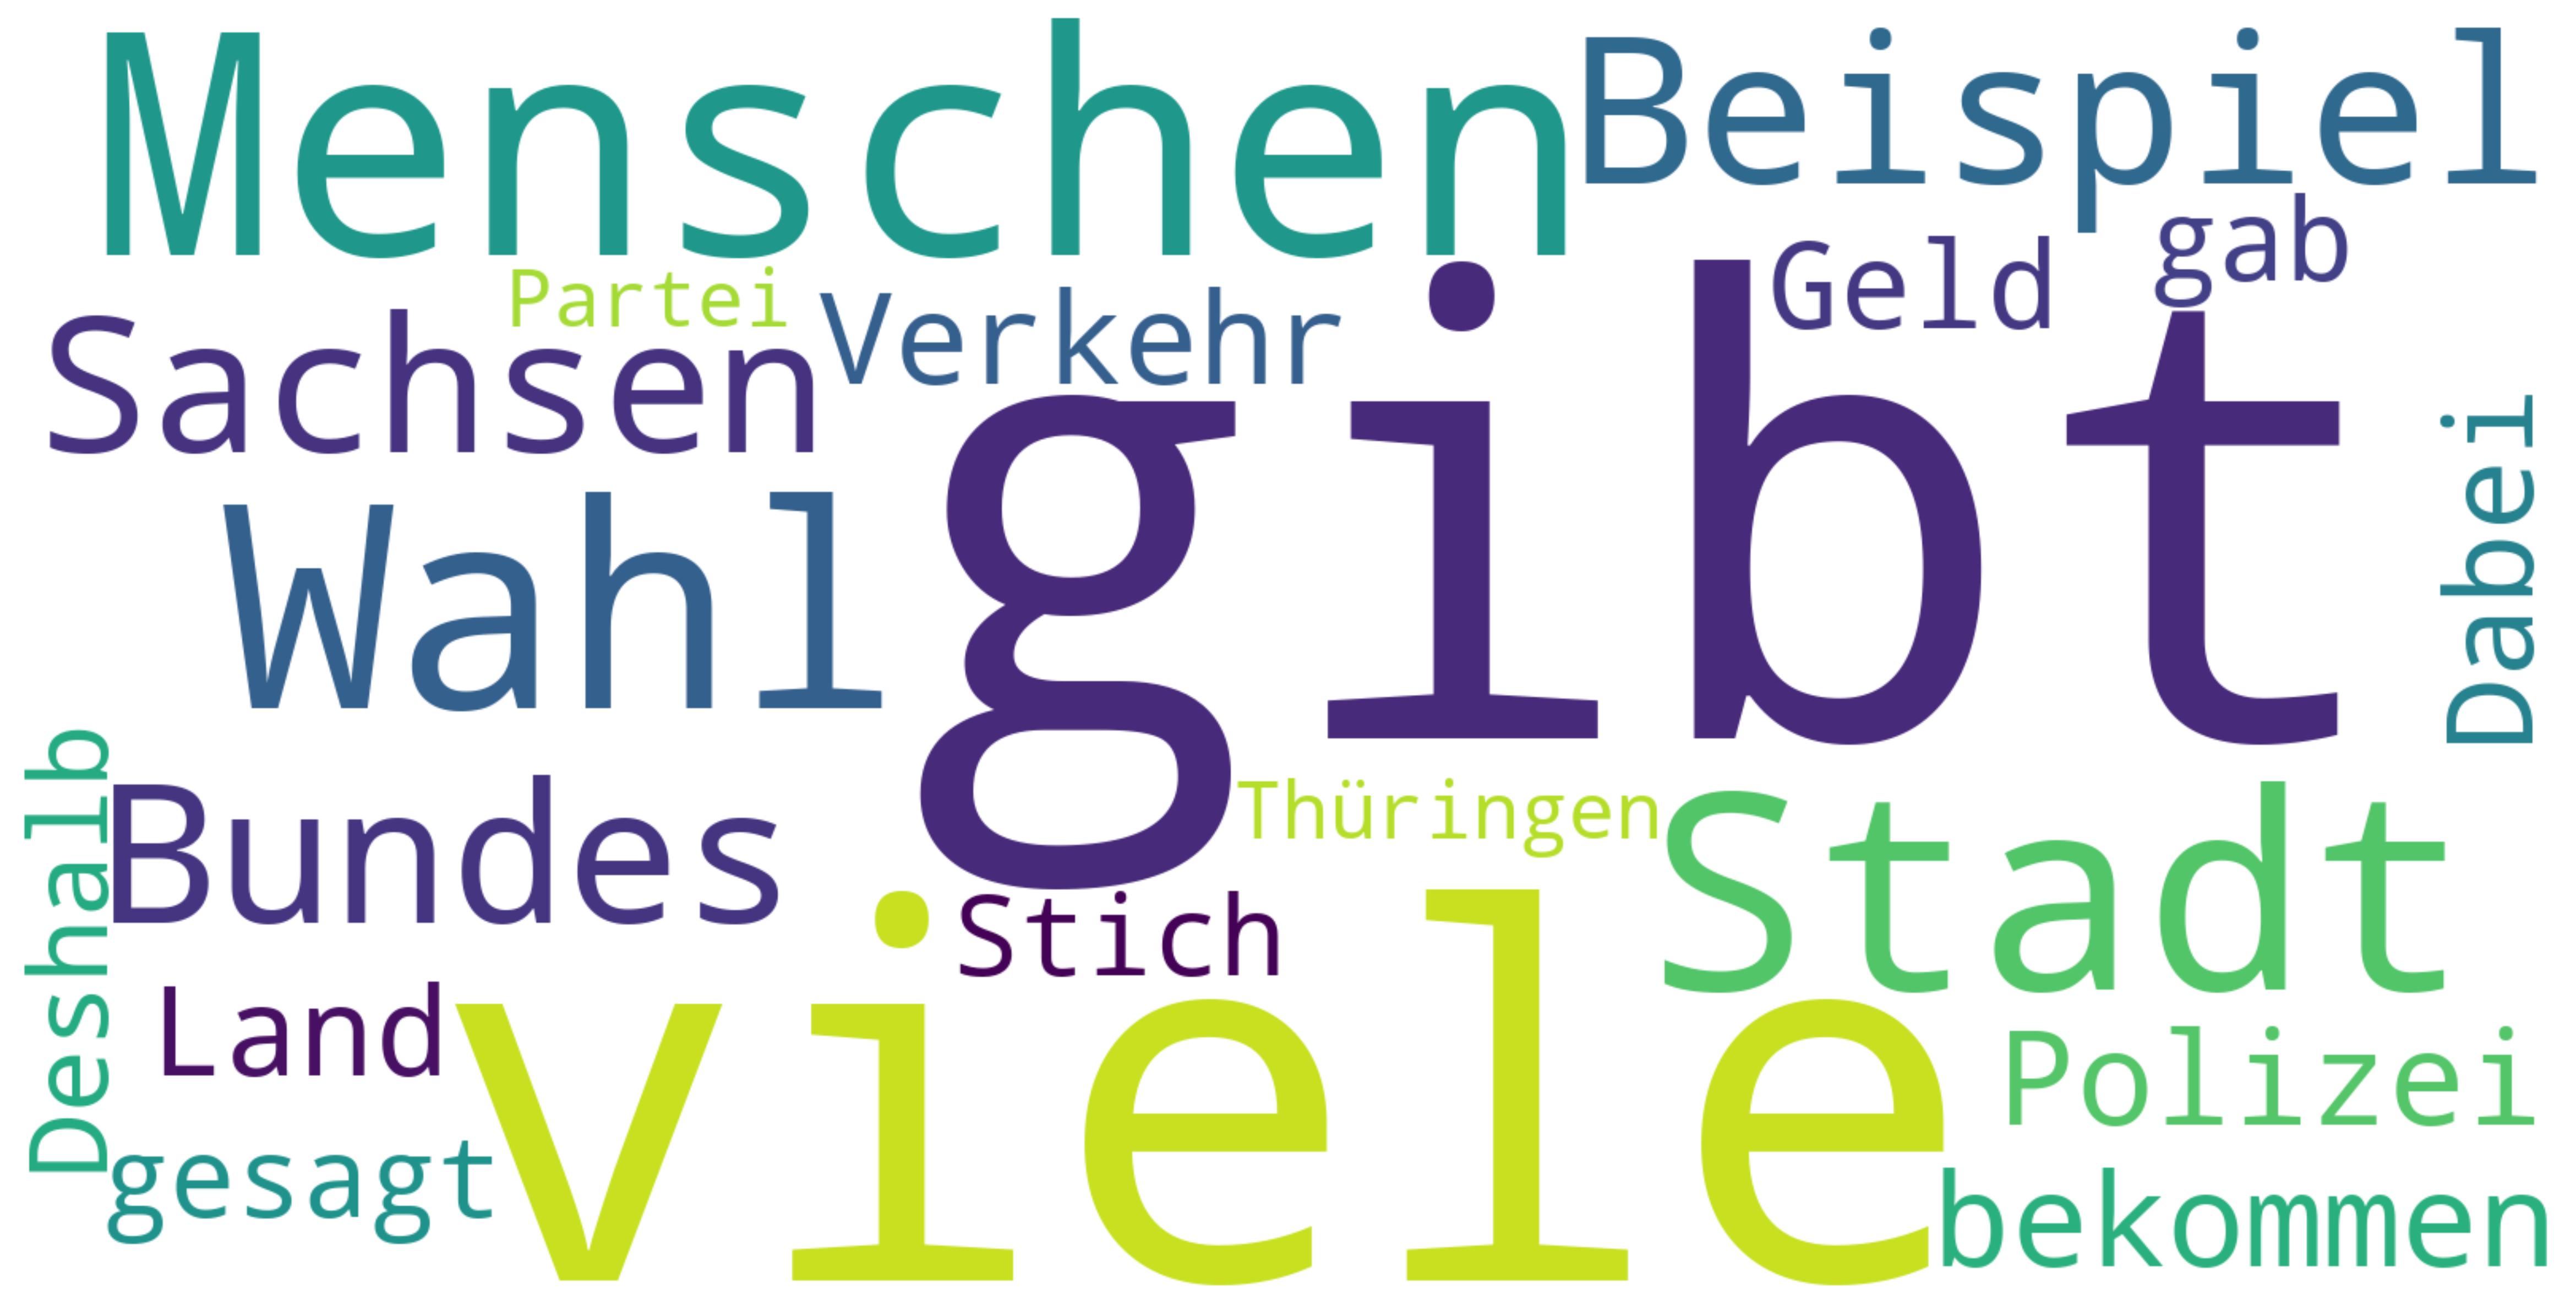 Menschen
Beispiel
gab
Geld
Partei
Verkehr
Sachsen
gibt
Dabei
Wahl
Deshalb
Bundes
Thüringen
Stadt
Stich
Land
viele
Polizei
gesagt
bekommen